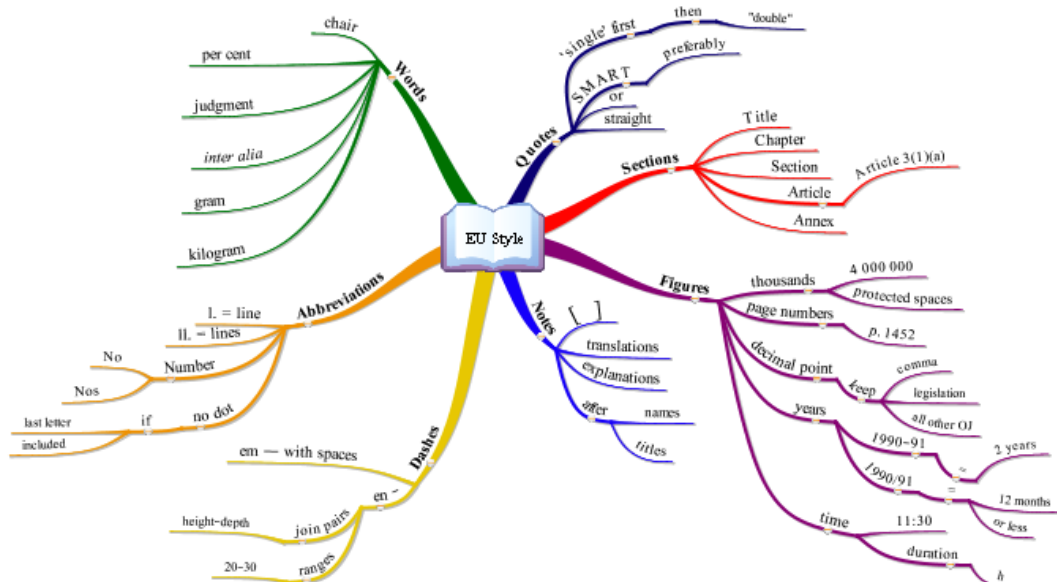 EU Style
Words
chair
per cent
judgment
inter alia
gram
kilogram
Quotes
'single' first
then
"double"
SMART
preferably
or
straight
Sections
Title
Chapter
Section
Article
Article 3(1)(a)
Annex
Figures
thousands
4 000 000
protected spaces
page numbers
p. 1452
decimal point
keep
comma
legislation
all other OJ
years
1990–91
=
2 years
1990/91
=
12 months
or less
time
11:30
duration
h
Notes
[ ]
translations
explanations
after
names
titles
Dashes
em — with spaces
en –
join pairs
height–depth
ranges
20–30
Abbreviations
l. = line
ll. = lines
Number
No
Nos
no dot
if
last letter
included